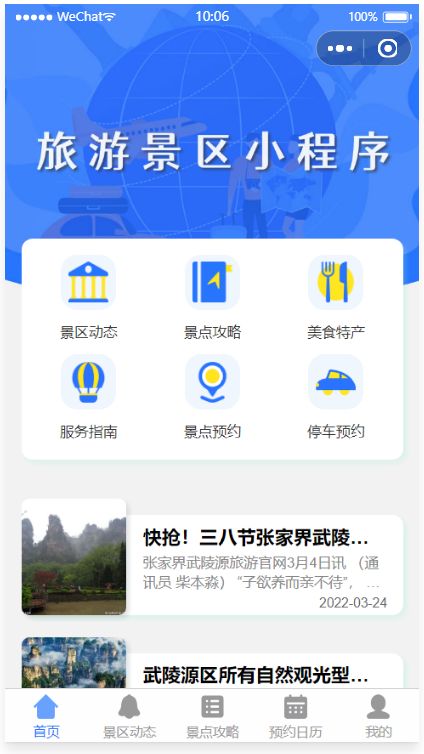 WeChat 10:06 100%
旅游景区小程序
景区动态 景点攻略 美食特产
服务指南 景点预约 停车预约
快抢！三八节张家界武陵...
张家界武陵源旅游官网3月4日讯 （通
讯员 柴本淼） “子欲养而亲不待”， ...
2022-03-24
武陵源区所有自然观光型...
首页 景区动态 景点攻略 预约日历 我的